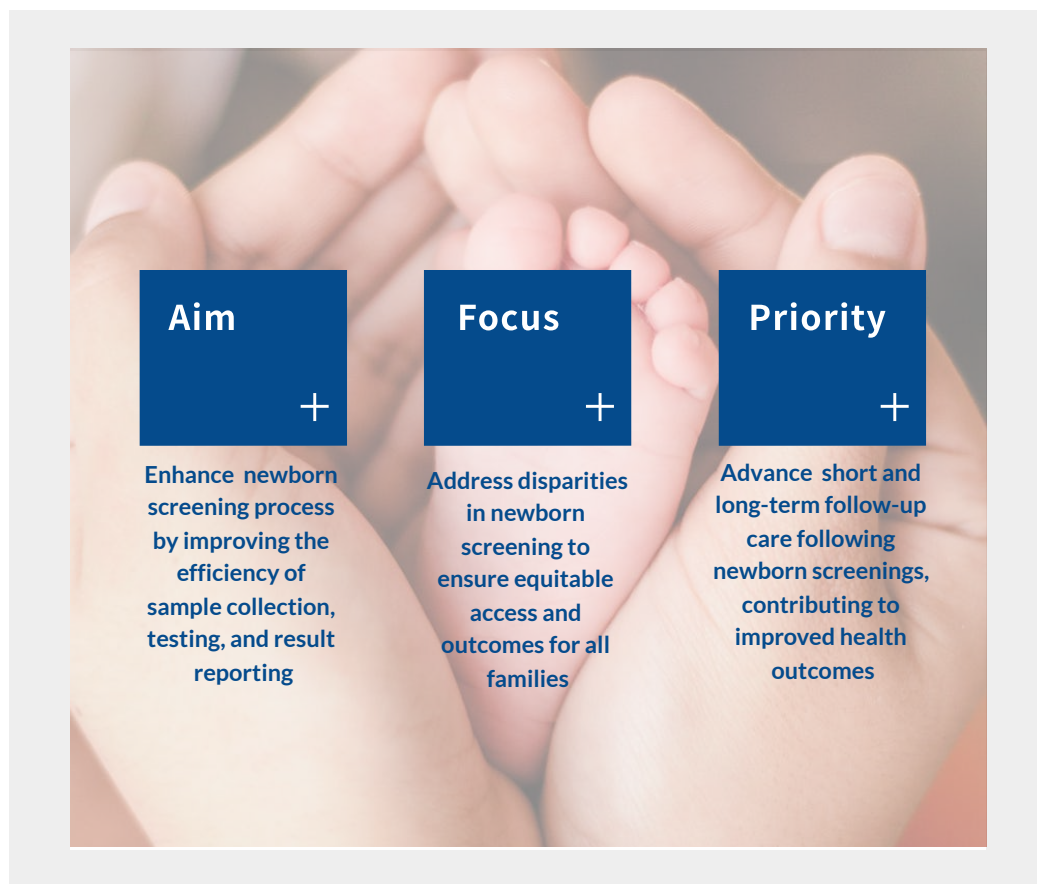 Aim
Enhance newborn
screening process
by improving the
efficiency of
sample collection,
testing, and result
reporting
Focus
Address disparities
in newborn
screening to
ensure equitable
access and
outcomes for all
families
Priority
Advance short and
long-term follow-up
care following
newborn screenings,
contributing to
improved health
outcomes